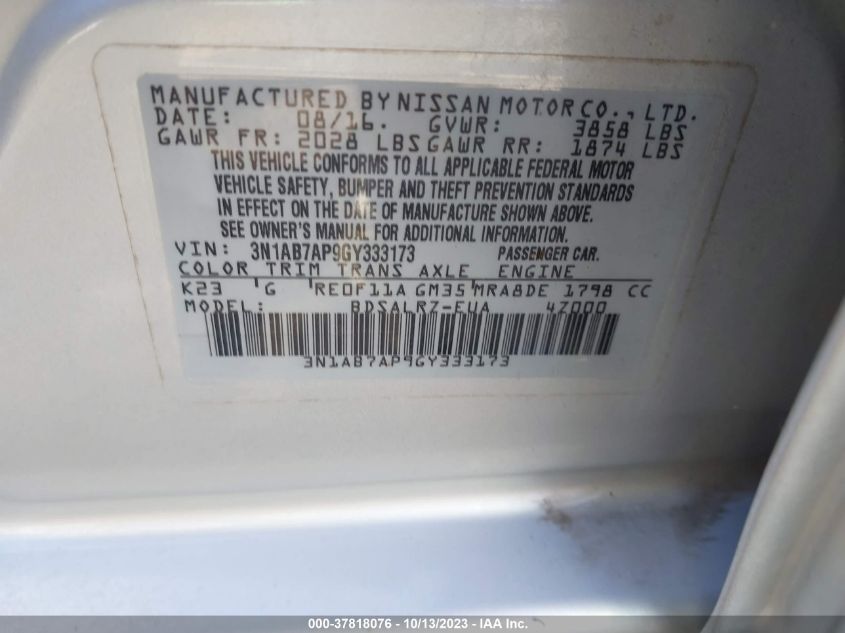 MANUFACTURED BY NISSAN MOTOR CO., LTD.
DATE: 08/16. GVWR: 3858 LBS
GAWR FR: 2028 LBS GAWR RR: 1874 LBS
THIS VEHICLE CONFORMS TO ALL APPLICABLE FEDERAL MOTOR
VEHICLE SAFETY, BUMPER AND THEFT PREVENTION STANDARDS
IN EFFECT ON THE DATE OF MANUFACTURE SHOWN ABOVE.
SEE OWNER'S MANUAL FOR ADDITIONAL INFORMATION.
VIN: 3N1AB7AP9GY333173 PASSENGER CAR.
COLOR TRIM TRANS AXLE ENGINE
K23 'G 'RE0F11A GM35 'MRA8DE 1798 CC
MODEL: BDSALRZ-EUA 4Z000
3N1AB7AP9GY333173
000-37818076 | 10/13/2023 - IAA Inc.